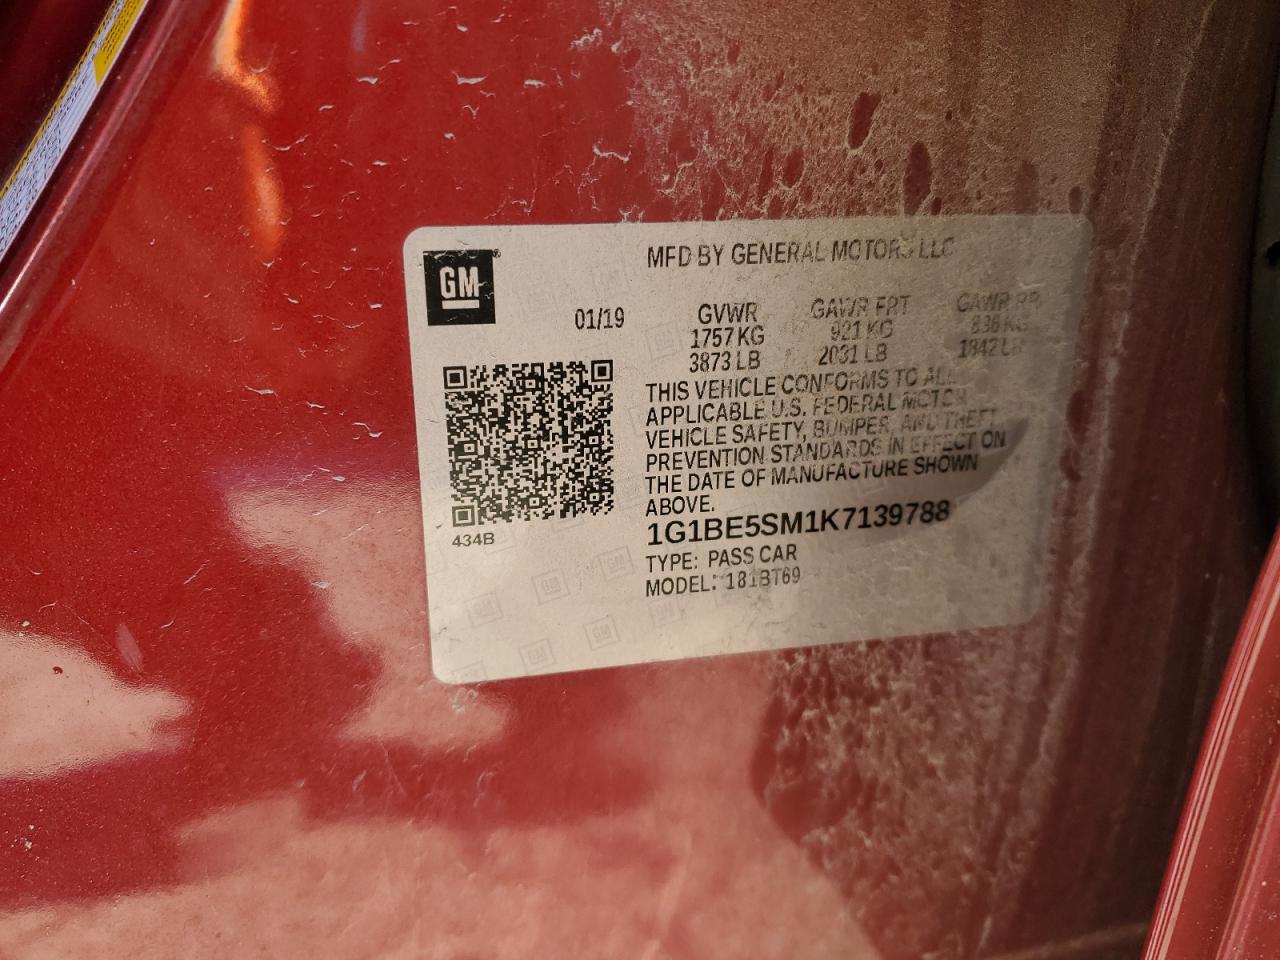 GM
MFD BY GENERAL MOTORS LLC
01/19
GVWR GAWR FRT GAWR RR
1757 KG 921 KG 836 KG
3873 LB 2031 LB 1842 LB
THIS VEHICLE CONFORMS TO ALL
APPLICABLE U.S. FEDERAL MOTOR
VEHICLE SAFETY, BUMPER, AND THEFT
PREVENTION STANDARDS IN EFFECT ON
THE DATE OF MANUFACTURE SHOWN
ABOVE.
434B
1G1BE5SM1K7139788
TYPE: PASS CAR
MODEL: 181BT69